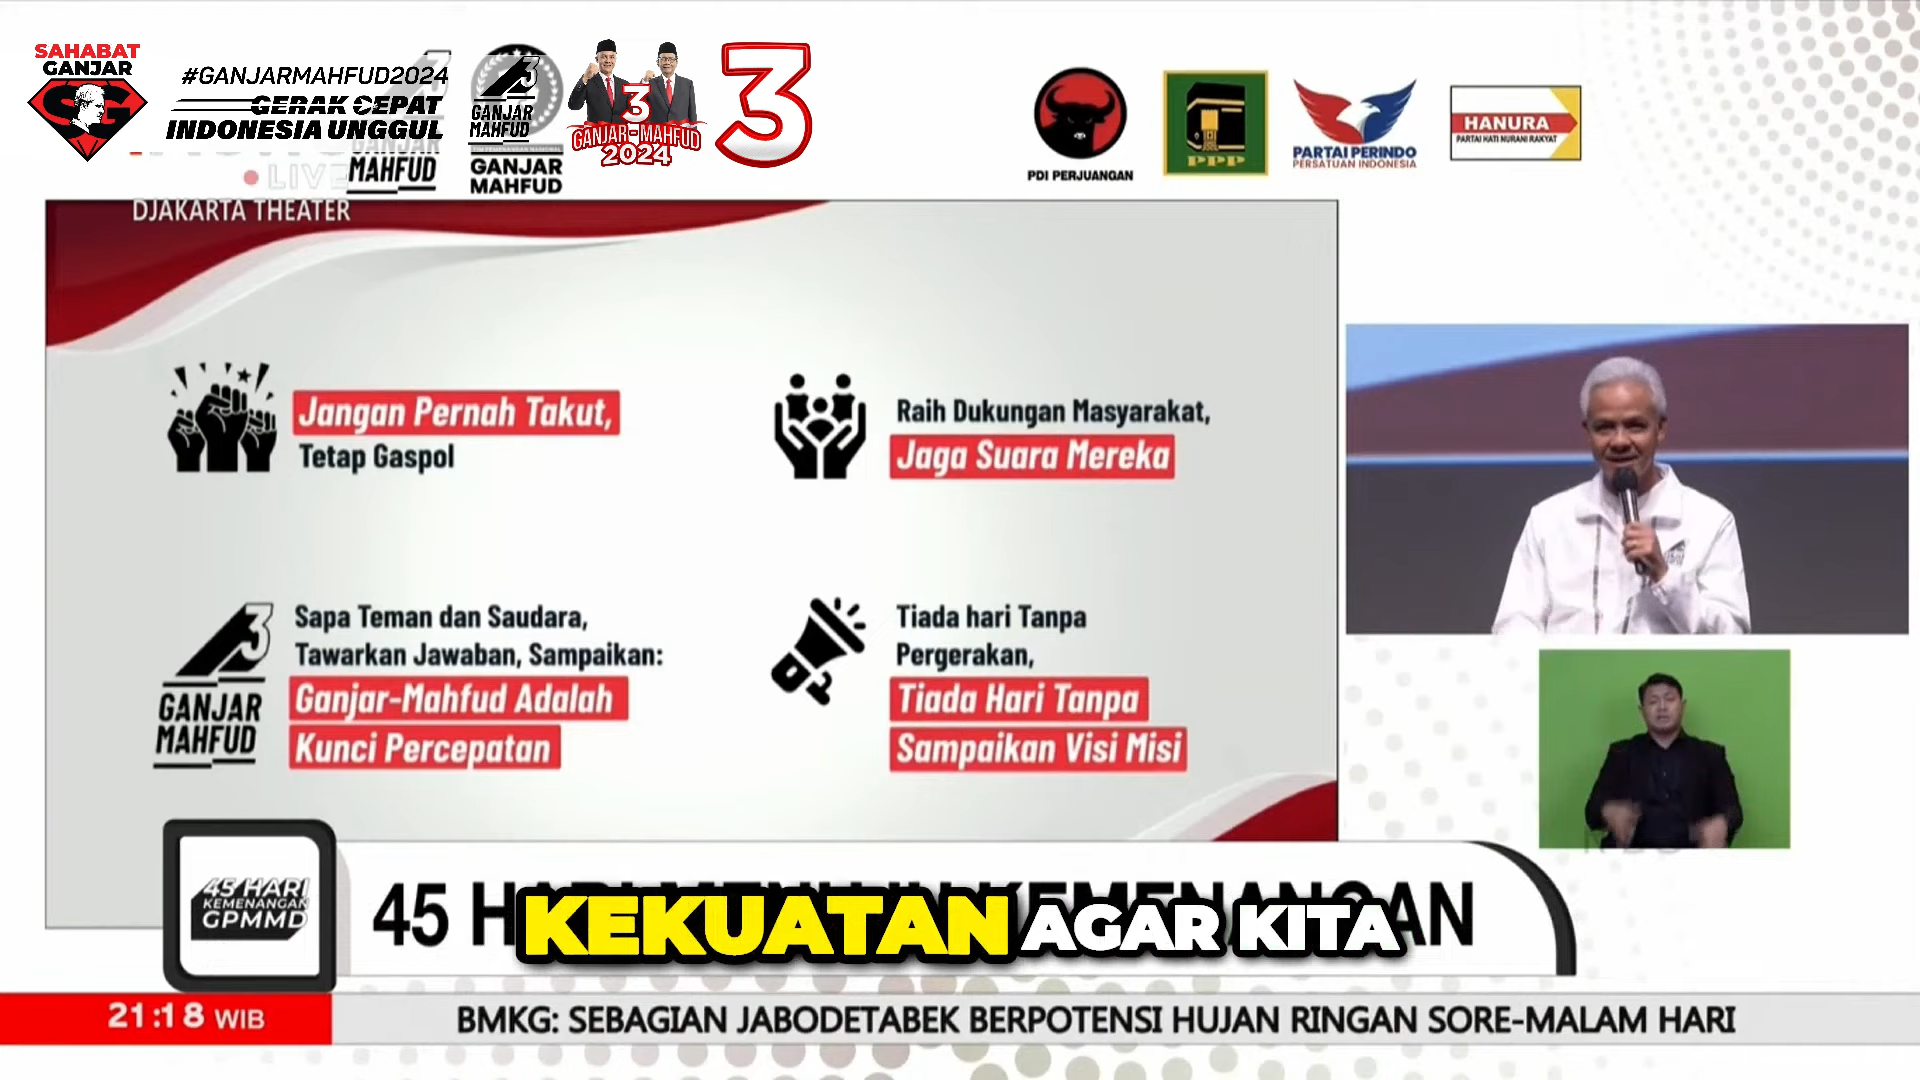 SAHABAT
GANJAR
SG
#GANJARMAHFUD2024
GERAK CEPAT
INDONESIA UNGGUL
MAHFUD
GANJAR
MAHFUD
GANJAR
MAHFUD
3
GANJAR - MAHFUD
2024
3
PDI PERJUANGAN
PPP
PARTAI PERINDO
PERSATUAN INDONESIA
HANURA
PARTAI HATI NURANI RAKYAT
LIVE
DJAKARTA THEATER
Jangan Pernah Takut,
Tetap Gaspol
Raih Dukungan Masyarakat,
Jaga Suara Mereka
3
GANJAR
MAHFUD
Sapa Teman dan Saudara,
Tawarkan Jawaban, Sampaikan:
Ganjar-Mahfud Adalah
Kunci Percepatan
Tiada hari Tanpa
Pergerakan,
Tiada Hari Tanpa
Sampaikan Visi Misi
45 HARI
KEMENANGAN
GPMMD
45 HARI KEMENANGAN
KEKUATAN AGAR KITA
21:18 WIB
BMKG: SEBAGIAN JABODETABEK BERPOTENSI HUJAN RINGAN SORE-MALAM HARI